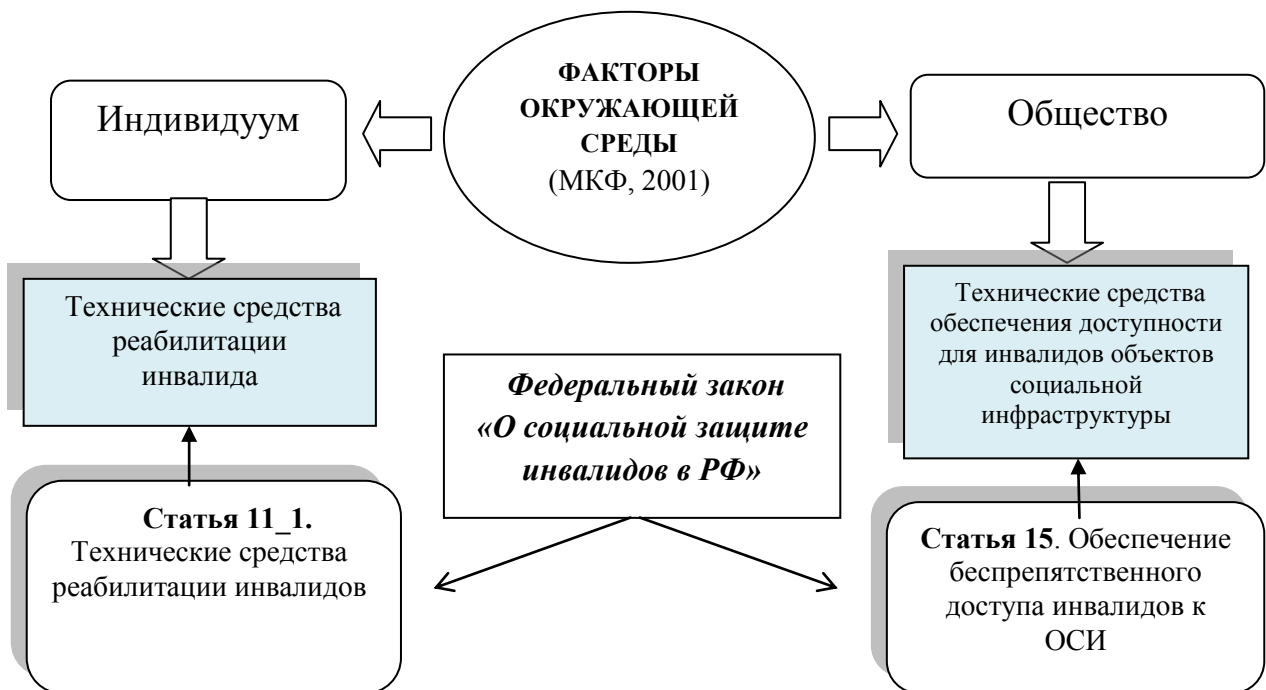 ФАКТОРЫ
ОКРУЖАЮЩЕЙ
СРЕДЫ
(МКФ, 2001)
Индивидуум
Общество
Технические средства
реабилитации
инвалида
Технические средства
обеспечения доступности
для инвалидов объектов
социальной
инфраструктуры
Федеральный закон
«О социальной защите
инвалидов в РФ»
Статья 11_1.
Технические средства
реабилитации инвалидов
Статья 15. Обеспечение
беспрепятственного
доступа инвалидов к
ОСИ